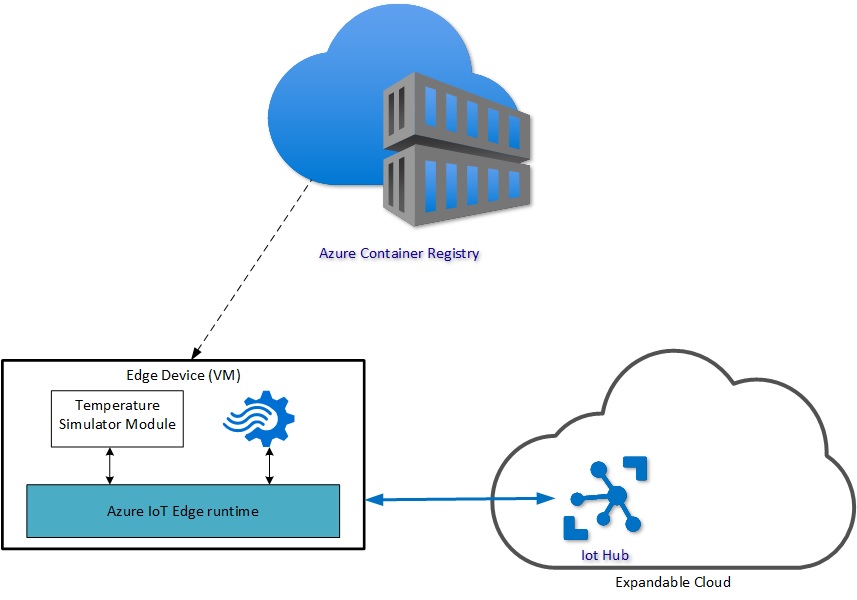 Azure Container Registry
Edge Device (VM)
Temperature
Simulator Module
Azure IoT Edge runtime
Iot Hub
Expandable Cloud